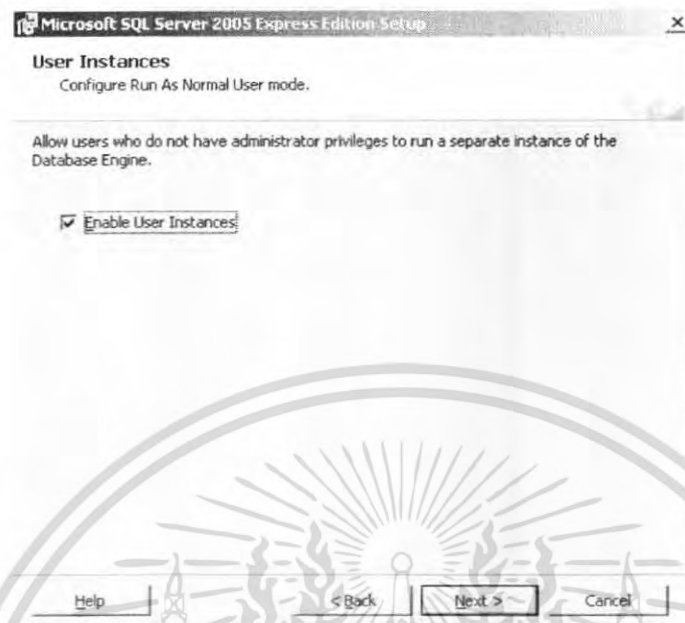 Microsoft SQL Server 2005 Express Edition Setup
User Instances
Configure Run As Normal User mode.
Allow users who do not have administrator privileges to run a separate instance of the
Database Engine.
Enable User Instances
Help
< Back
Next >
Cancel